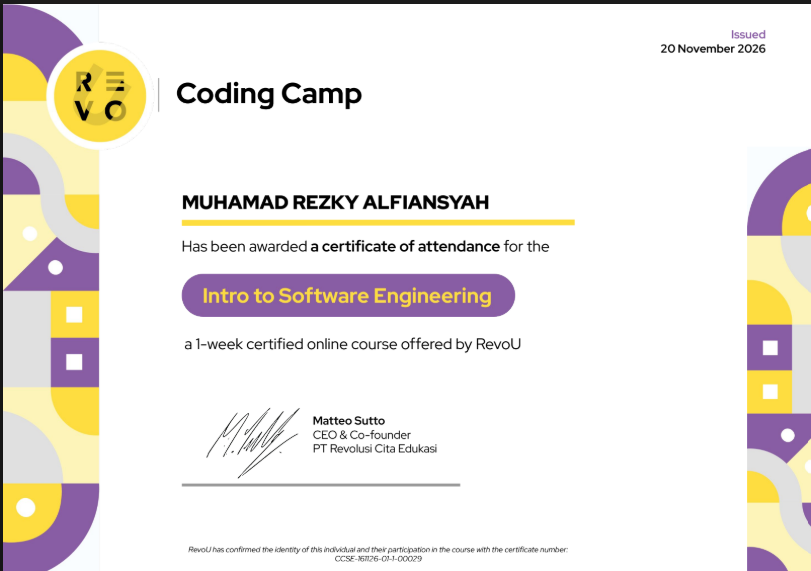 Issued
20 November 2026
REVO
Coding Camp
MUHAMAD REZKY ALFIANSYAH
Has been awarded a certificate of attendance for the
Intro to Software Engineering
a 1-week certified online course offered by RevoU
Matteo Sutto
CEO & Co-founder
PT Revolusi Cita Edukasi
RevoU has confirmed the identity of this individual and their participation in the course with the certificate number:
CCSE-161126-01-1-00029